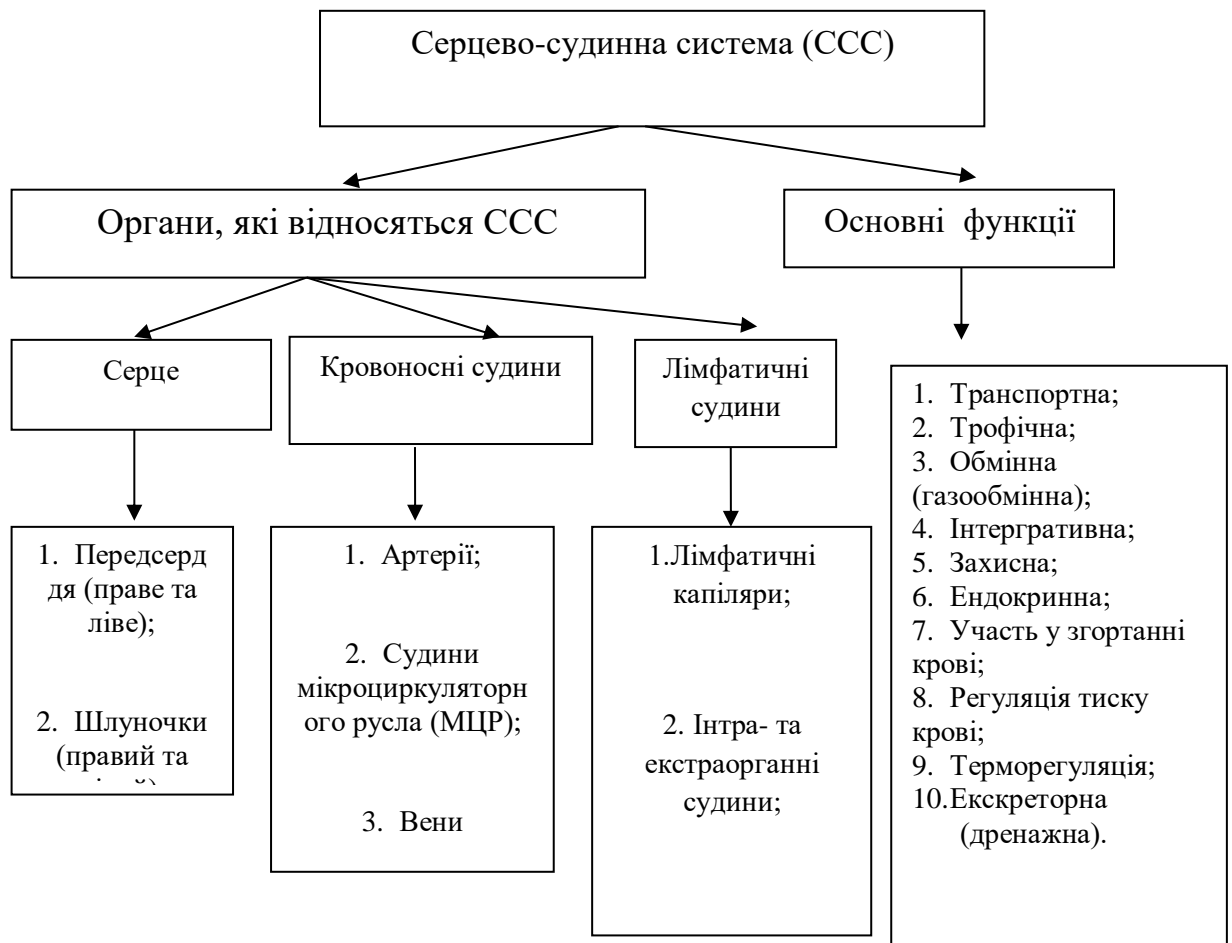 Серцево-судинна система (ССС)
Органи, які відносяться ССС
Основні функції
Серце
Кровоносні судини
Лімфатичні
судини
1. Передсерд
дя (праве та
ліве);
2. Шлуночки
(правий та
1. Артерії;
2. Судини
мікроциркуляторн
ого русла (МЦР);
3. Вени
1.Лімфатичні
капіляри;
2. Інтра- та
екстраорганні
судини;
1. Транспортна;
2. Трофічна;
3. Обмінна
(газообмінна);
4. Інтергративна;
5. Захисна;
6. Ендокринна;
7. Участь у згортанні
крові;
8. Регуляція тиску
крові;
9. Терморегуляція;
10.Екскреторна
(дренажна).